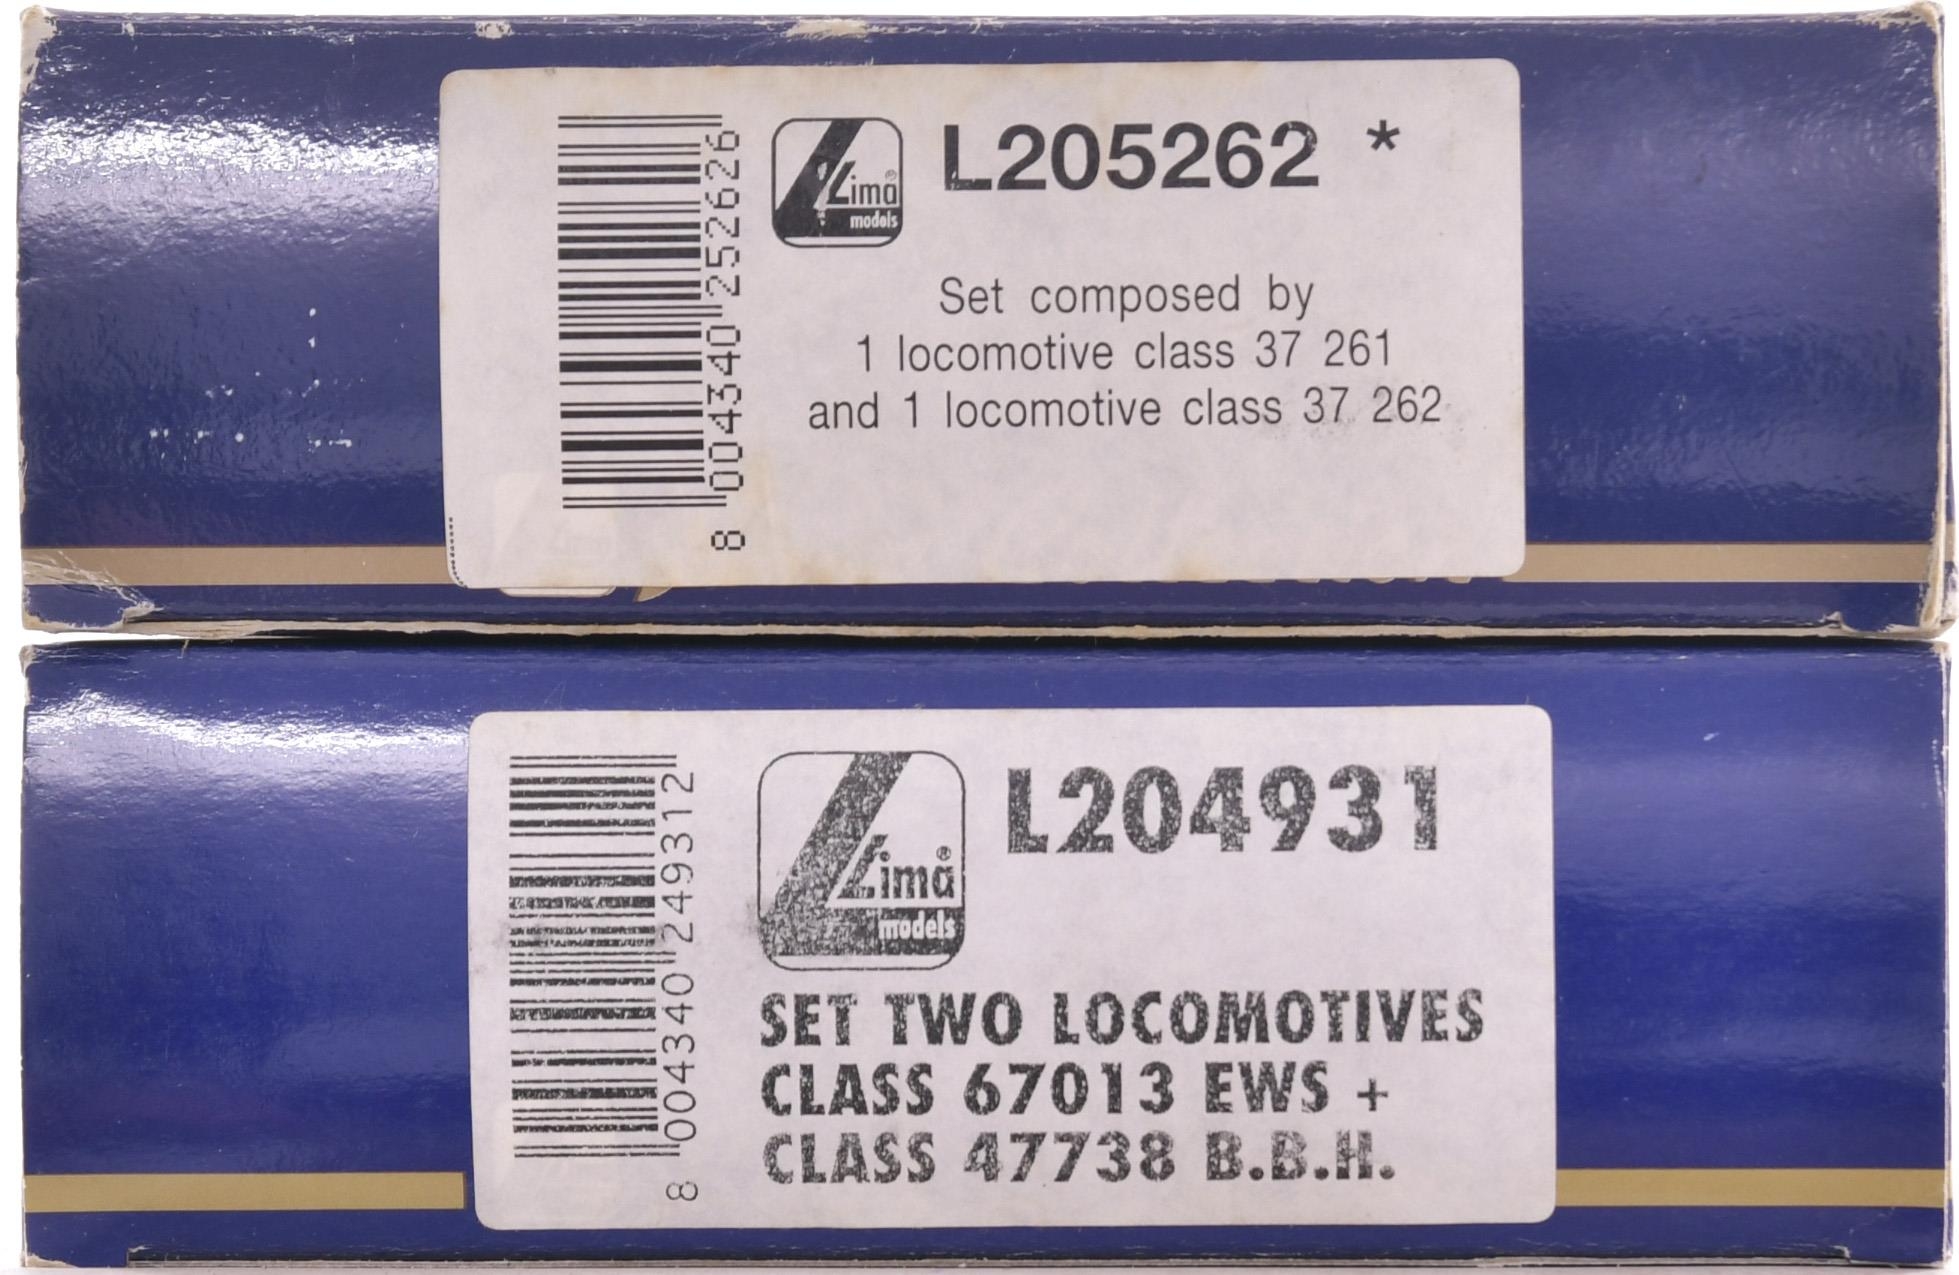 8 004340 252626
Lima®
models
L205262 *
Set composed by
1 locomotive class 37 261
and 1 locomotive class 37 262
8 004340 249312
Lima®
models
L204931
SET TWO LOCOMOTIVES
CLASS 67013 EWS +
CLASS 47738 B.B.H.